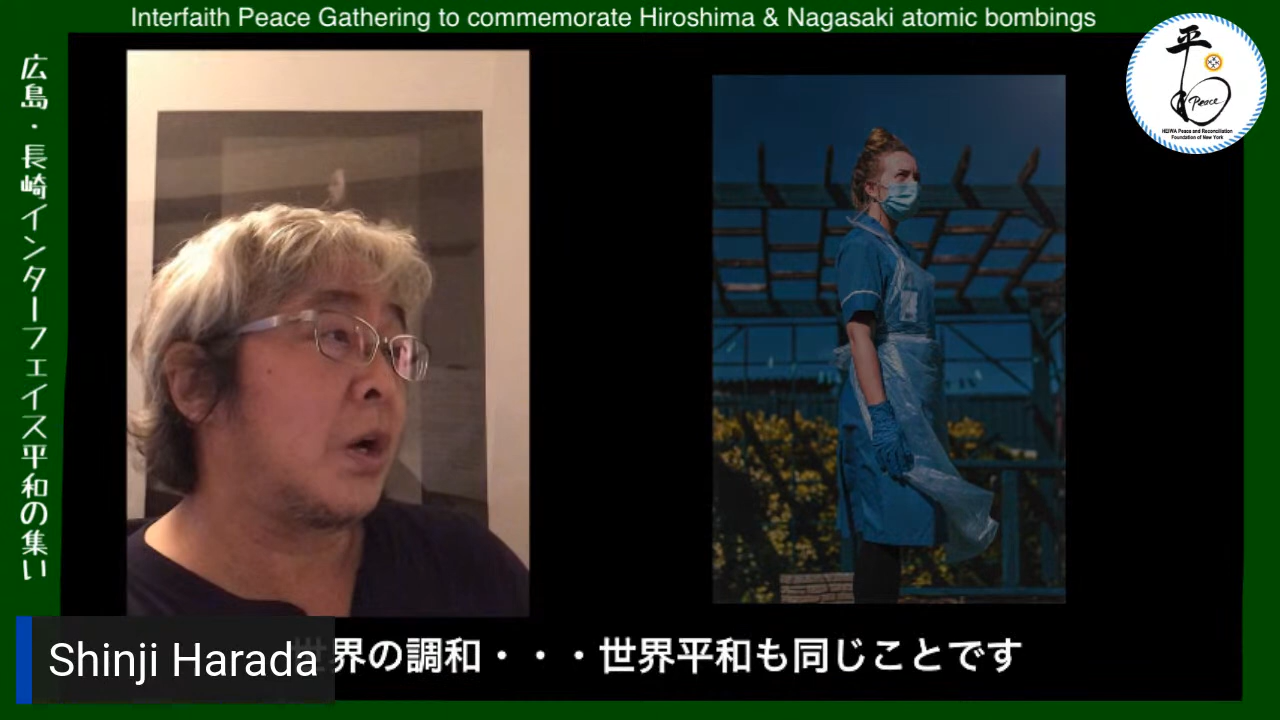 Interfaith Peace Gathering to commemorate Hiroshima & Nagasaki atomic bombings
広島・長崎インターフェイス平和の集い
平和
Peace
HEIWA Peace and Reconciliation
Foundation of New York
Shinji Harada
世界の調和・・・世界平和も同じことです